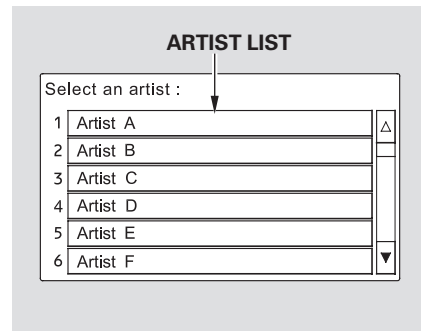 ARTIST LIST
Select an artist :
1 Artist A
2 Artist B
3 Artist C
4 Artist D
5 Artist E
6 Artist F